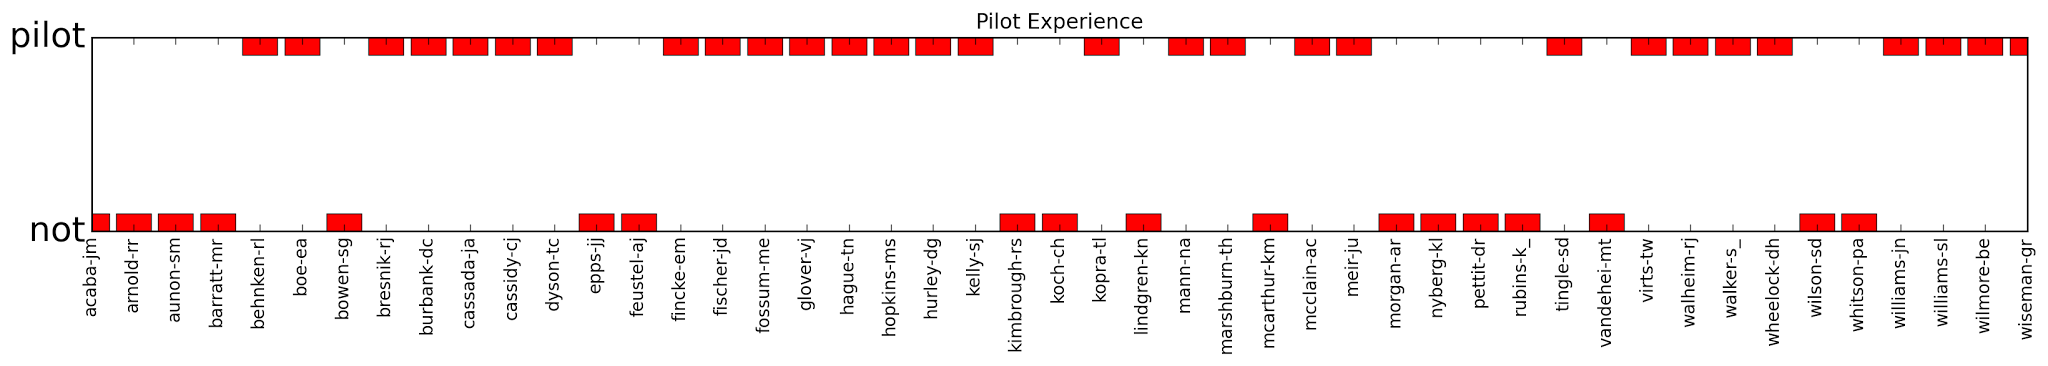 Pilot Experience
pilot
not
acaba-jm
arnold-rr
aunon-sm
barratt-mr
behnken-rl
boe-ea
bowen-sg
bresnik-rj
burbank-dc
cassada-ja
cassidy-cj
dyson-tc
epps-jj
feustel-aj
fincke-em
fischer-jd
fossum-me
glover-vj
hague-tn
hopkins-ms
hurley-dg
kelly-sj
kimbrough-rs
koch-ch
kopra-tl
lindgren-kn
mann-na
marshburn-th
mcarthur-km
mcclain-ac
meir-ju
morgan-ar
nyberg-kl
pettit-dr
rubins-k_
tingle-sd
vandehei-mt
virts-tw
walheim-rj
walker-s_
wheelock-dh
wilson-sd
whitson-pa
williams-jn
williams-sl
wilmore-be
wiseman-gr